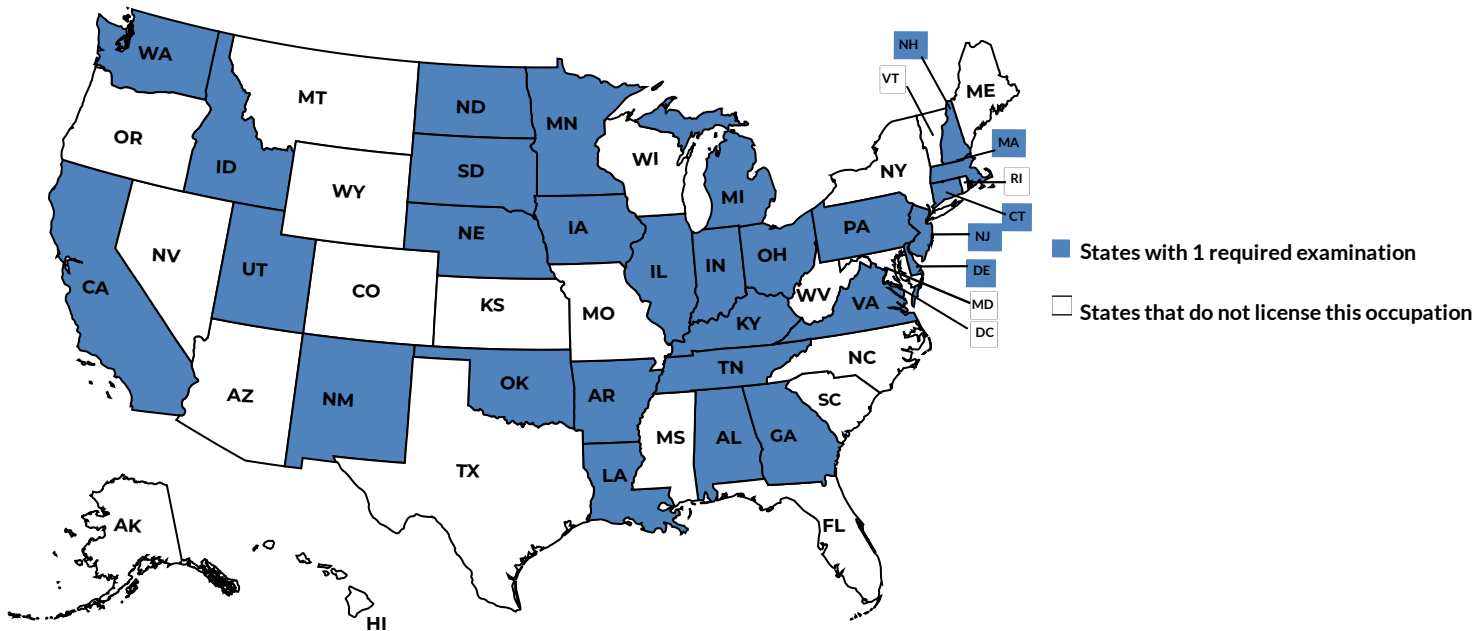 WA
MT
ND
MN
OR
ID
WY
SD
WI
MI
NY
ME
NH
VT
MA
RI
CT
NJ
DE
MD
DC
NV
UT
CO
NE
IA
IL
IN
OH
PA
WV
VA
CA
KS
MO
KY
AZ
NM
OK
AR
TN
NC
SC
TX
LA
MS
AL
GA
FL
AK
HI
States with 1 required examination
States that do not license this occupation